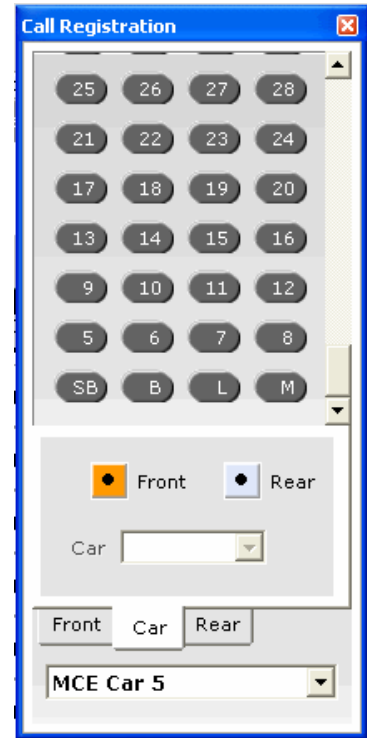 Call Registration
25 26 27 28
21 22 23 24
17 18 19 20
13 14 15 16
9 10 11 12
5 6 7 8
SB B L M
Front Rear
Car
Front Car Rear
MCE Car 5